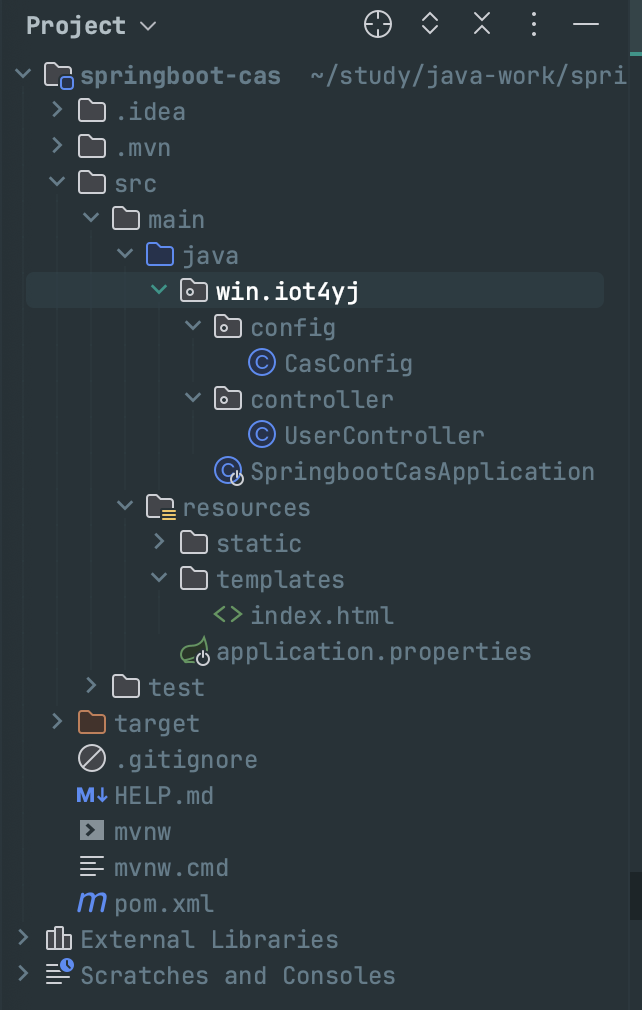 Project
springboot-cas ~/study/java-work/spri
.idea
.mvn
src
main
java
win.iot4yj
config
C CasConfig
controller
C UserController
C SpringbootCasApplication
resources
static
templates
<> index.html
application.properties
test
target
.gitignore
M↓ HELP.md
mvnw
mvnw.cmd
m pom.xml
External Libraries
Scratches and Consoles